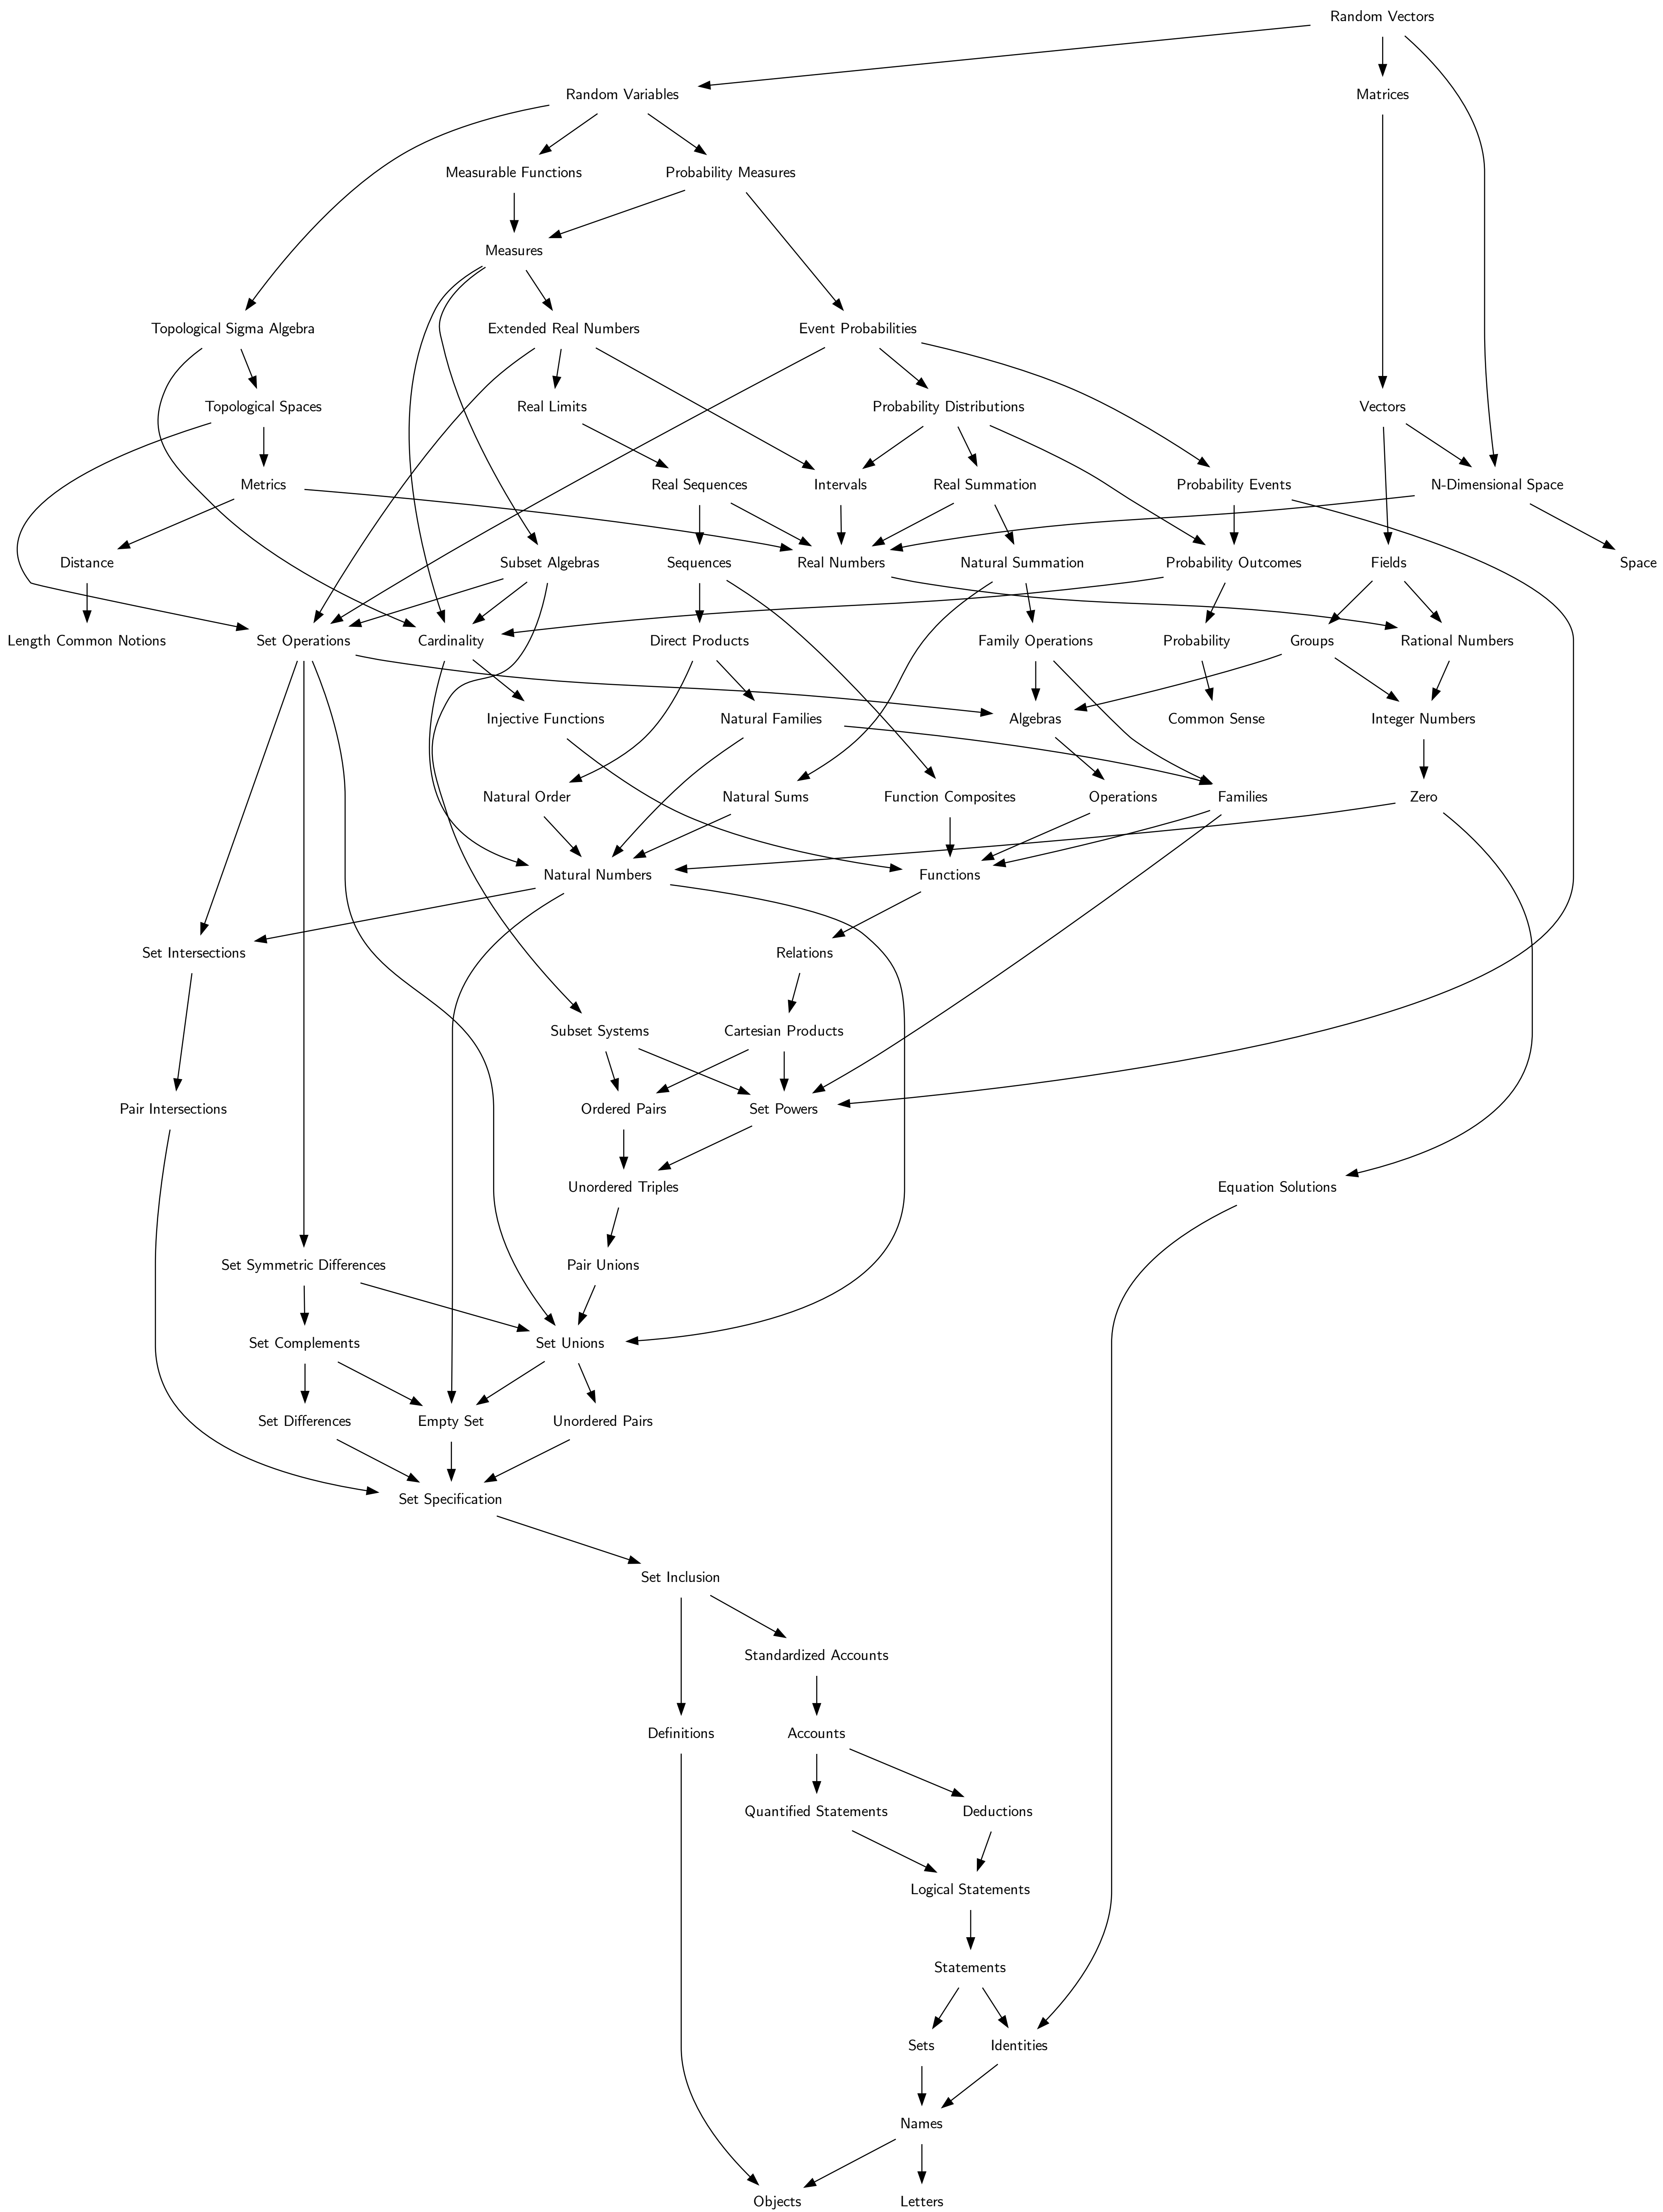 Random Vectors
Random Variables
Matrices
Measurable Functions
Probability Measures
Measures
Topological Sigma Algebra
Extended Real Numbers
Event Probabilities
Topological Spaces
Real Limits
Probability Distributions
Vectors
Metrics
Real Sequences
Intervals
Real Summation
Probability Events
N-Dimensional Space
Distance
Subset Algebras
Sequences
Real Numbers
Natural Summation
Probability Outcomes
Fields
Space
Length Common Notions
Set Operations
Cardinality
Direct Products
Family Operations
Probability
Groups
Rational Numbers
Injective Functions
Natural Families
Algebras
Common Sense
Integer Numbers
Natural Order
Natural Sums
Function Composites
Operations
Families
Zero
Natural Numbers
Functions
Set Intersections
Relations
Subset Systems
Cartesian Products
Pair Intersections
Ordered Pairs
Set Powers
Unordered Triples
Equation Solutions
Set Symmetric Differences
Pair Unions
Set Complements
Set Unions
Set Differences
Empty Set
Unordered Pairs
Set Specification
Set Inclusion
Standardized Accounts
Definitions
Accounts
Quantified Statements
Deductions
Logical Statements
Statements
Sets
Identities
Names
Objects
Letters